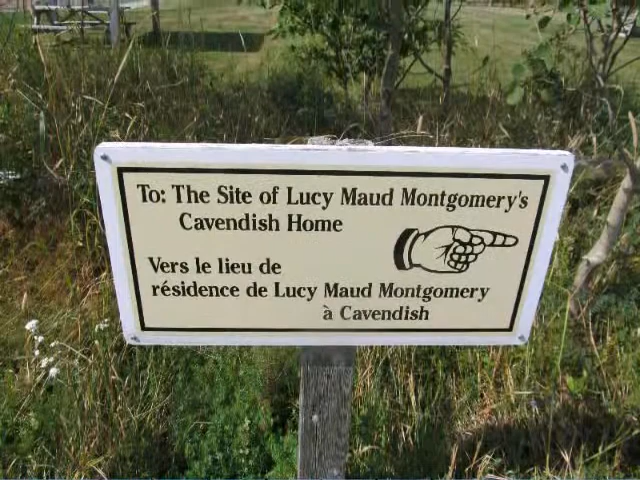 To: The Site of Lucy Maud Montgomery's
Cavendish Home
Vers le lieu de
résidence de Lucy Maud Montgomery
à Cavendish